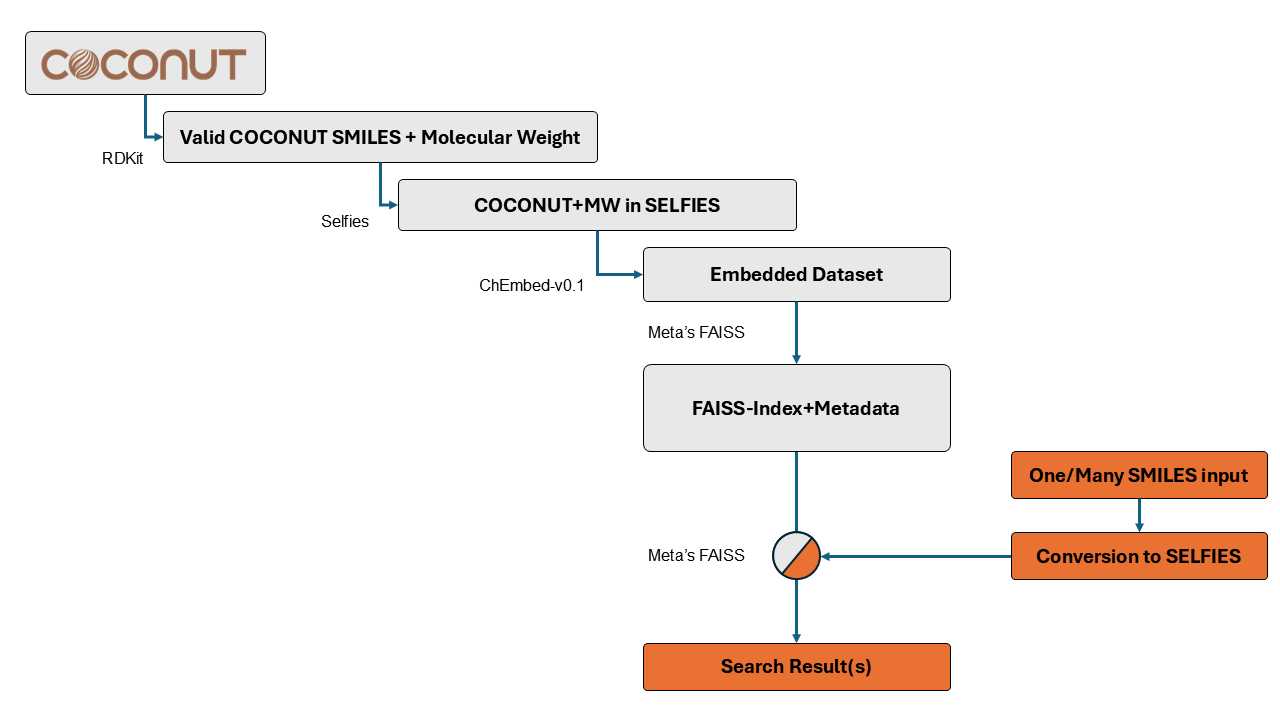 COCONUT
Valid COCONUT SMILES + Molecular Weight
RDKit
COCONUT+MW in SELFIES
Selfies
Embedded Dataset
ChEmbed-v0.1
Meta’s FAISS
FAISS-Index+Metadata
One/Many SMILES input
Meta’s FAISS
Conversion to SELFIES
Search Result(s)